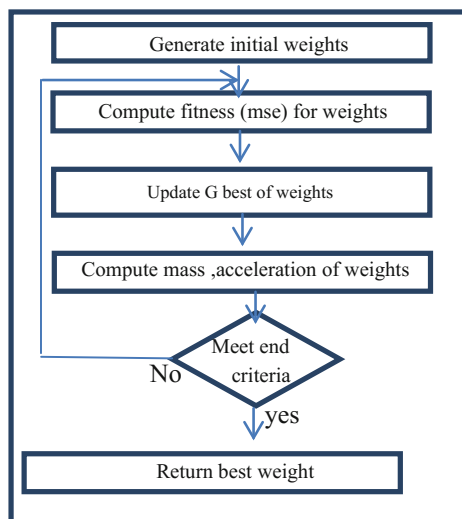 Generate initial weights
Compute fitness (mse) for weights
Update G best of weights
Compute mass ,acceleration of weights
Meet end
criteria
No
yes
Return best weight